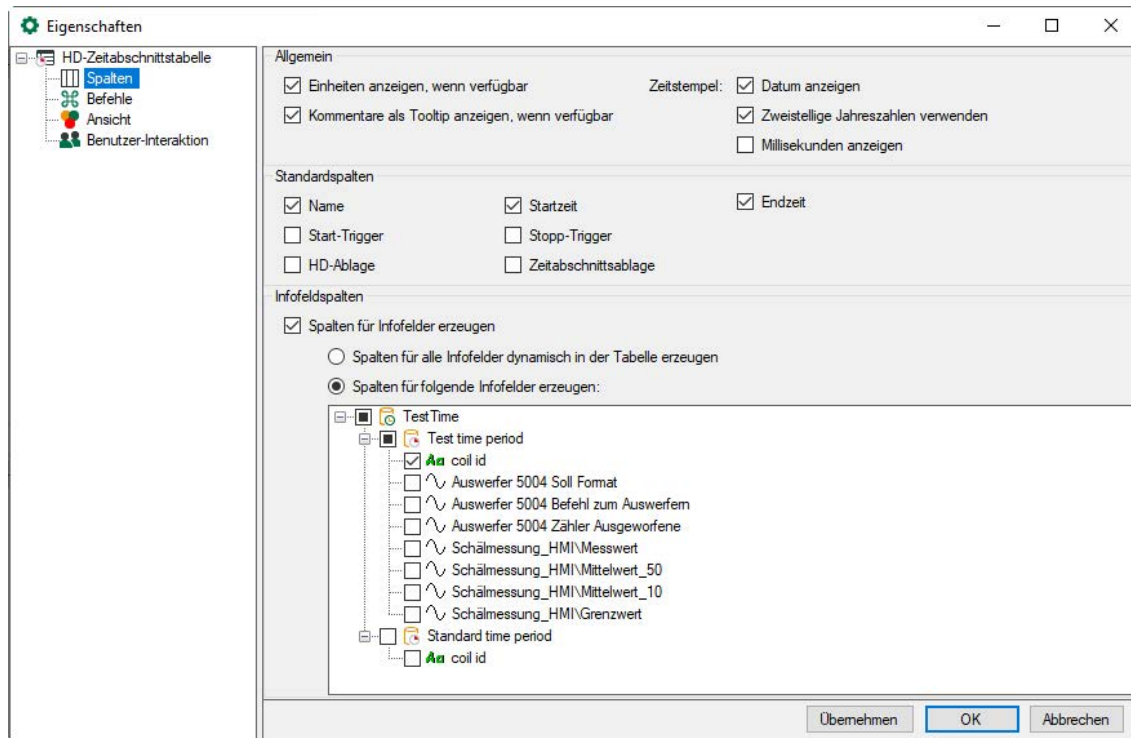 Eigenschaften
HD-Zeitabschnittstabelle
Spalten
Befehle
Ansicht
Benutzer-Interaktion
Allgemein
Einheiten anzeigen, wenn verfügbar Zeitstempel: Datum anzeigen
Kommentare als Tooltip anzeigen, wenn verfügbar Zweistellige Jahreszahlen verwenden
Millisekunden anzeigen
Standardspalten
Name Startzeit Endzeit
Start-Trigger Stopp-Trigger
HD-Ablage Zeitabschnittsablage
Infofeldspalten
Spalten für Infofelder erzeugen
Spalten für alle Infofelder dynamisch in der Tabelle erzeugen
Spalten für folgende Infofelder erzeugen:
TestTime
Test time period
Aa coil id
Auswerfer 5004 Soll Format
Auswerfer 5004 Befehl zum Auswerfern
Auswerfer 5004 Zähler Ausgeworfene
Schälmessung_HMI\Messwert
Schälmessung_HMI\Mittelwert_50
Schälmessung_HMI\Mittelwert_10
Schälmessung_HMI\Grenzwert
Standard time period
Aa coil id
Übernehmen OK Abbrechen